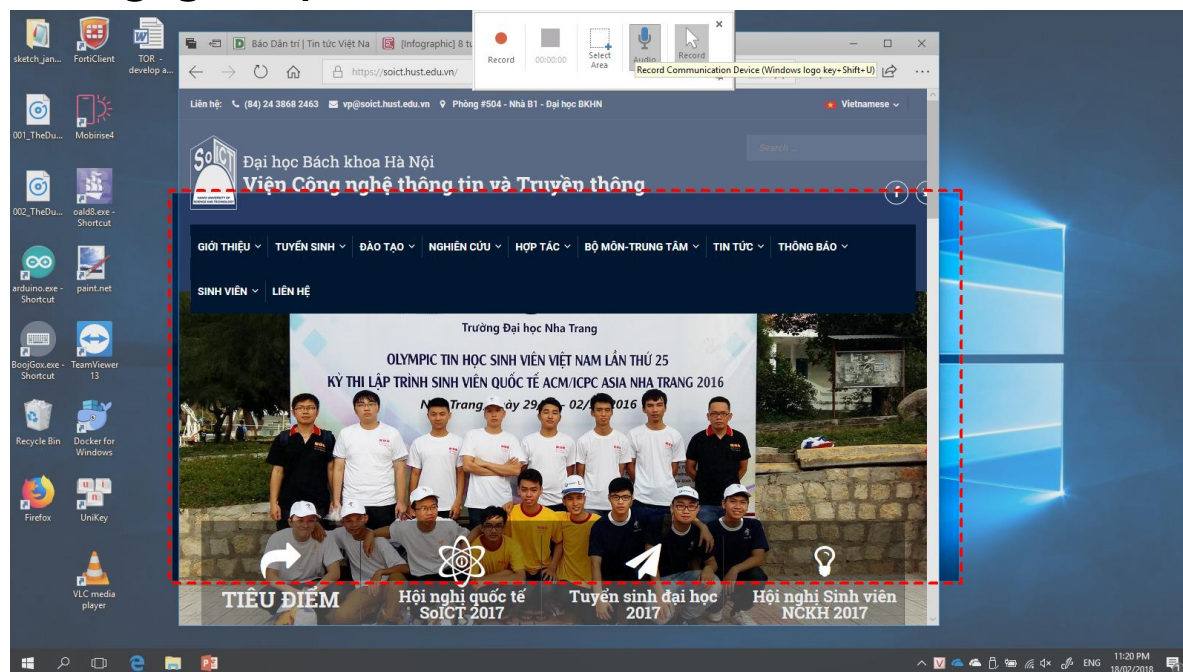 sketch_jan...
FortiClient
TOR -
develop a...
001_TheDu...
Mobirise4
002_TheDu...
oald8.exe -
Shortcut
arduino.exe -
Shortcut
paint.net
BoojGox.exe -
Shortcut
TeamViewer
13
Recycle Bin
Docker for
Windows
Firefox
UniKey
VLC media
player
Record
00:00:00
Select
Area
Audio
Record
Record Communication Device (Windows logo key+Shift+U)
Báo Dân trí | Tin tức Việt Na
[Infographic] 8 tu
https://soict.hust.edu.vn/
Liên hệ: (84) 24 3868 2463 vp@soict.hust.edu.vn Phòng #504 - Nhà B1 - Đại học BKHN
Vietnamese
Search ...
SoICT
Đại học Bách khoa Hà Nội
Viện Công nghệ thông tin và Truyền thông
GIỚI THIỆU TUYỂN SINH ĐÀO TẠO NGHIÊN CỨU HỢP TÁC BỘ MÔN-TRUNG TÂM TIN TỨC THÔNG BÁO
SINH VIÊN LIÊN HỆ
Trường Đại học Nha Trang
OLYMPIC TIN HỌC SINH VIÊN VIỆT NAM LẦN THỨ 25
KỲ THI LẬP TRÌNH SINH VIÊN QUỐC TẾ ACM/ICPC ASIA NHA TRANG 2016
TIÊU ĐIỂM
Hội nghị quốc tế
SoICT 2017
Tuyển sinh đại học
2017
Hội nghị Sinh viên
NCKH 2017
ENG
11:20 PM
18/02/2018